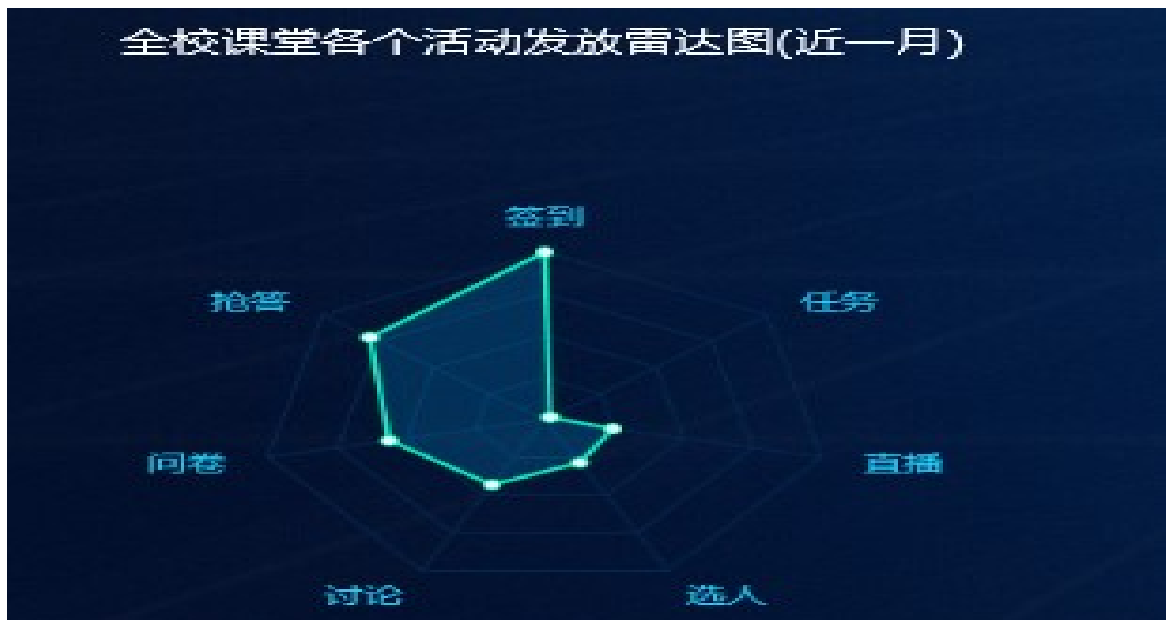 全校课堂各个活动发放雷达图(近一月)
签到
抢答
任务
问卷
直播
讨论
选人